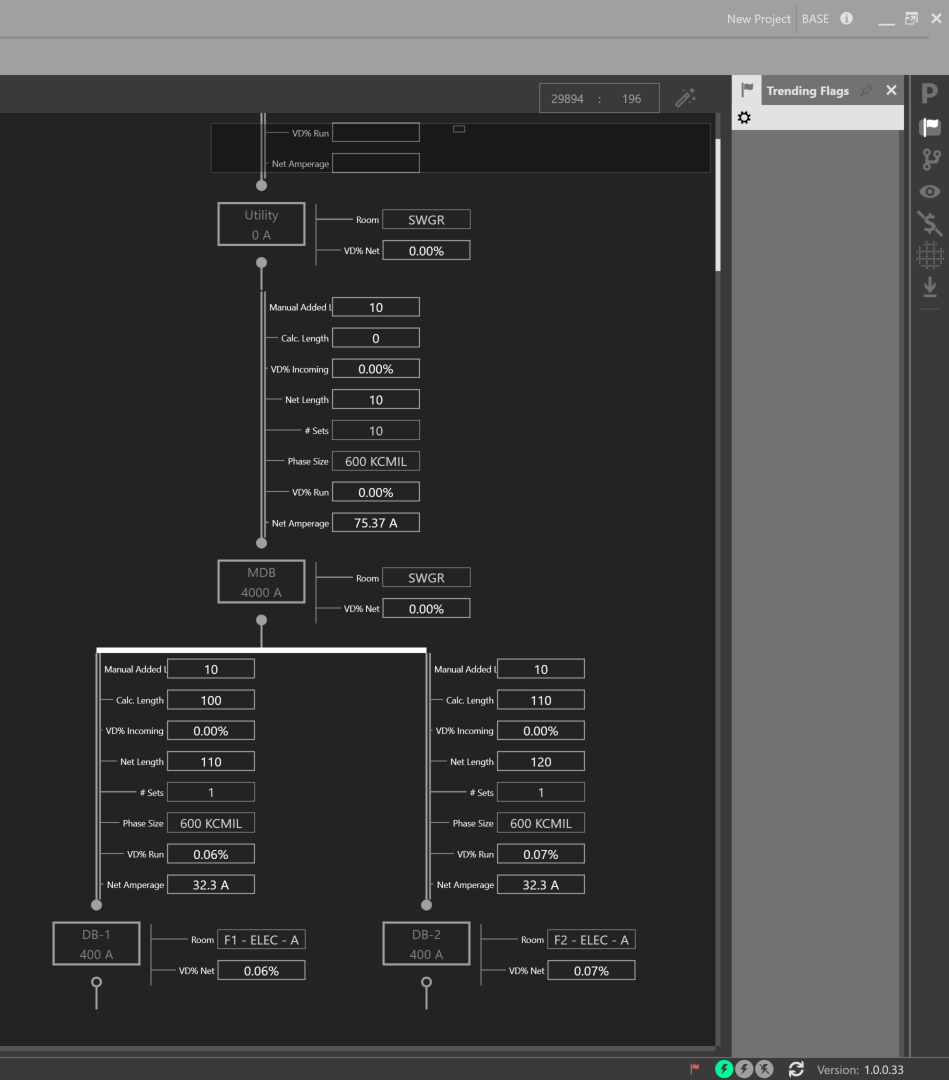 New Project BASE
29894 : 196
Trending Flags
VD% Run
Net Amperage
Utility
0 A
Room SWGR
VD% Net 0.00%
Manual Added L 10
Calc. Length 0
VD% Incoming 0.00%
Net Length 10
# Sets 10
Phase Size 600 KCMIL
VD% Run 0.00%
Net Amperage 75.37 A
MDB
4000 A
Room SWGR
VD% Net 0.00%
Manual Added L 10
Calc. Length 100
VD% Incoming 0.00%
Net Length 110
# Sets 1
Phase Size 600 KCMIL
VD% Run 0.06%
Net Amperage 32.3 A
Manual Added L 10
Calc. Length 110
VD% Incoming 0.00%
Net Length 120
# Sets 1
Phase Size 600 KCMIL
VD% Run 0.07%
Net Amperage 32.3 A
DB-1
400 A
Room F1 - ELEC - A
VD% Net 0.06%
DB-2
400 A
Room F2 - ELEC - A
VD% Net 0.07%
P
Version: 1.0.0.33